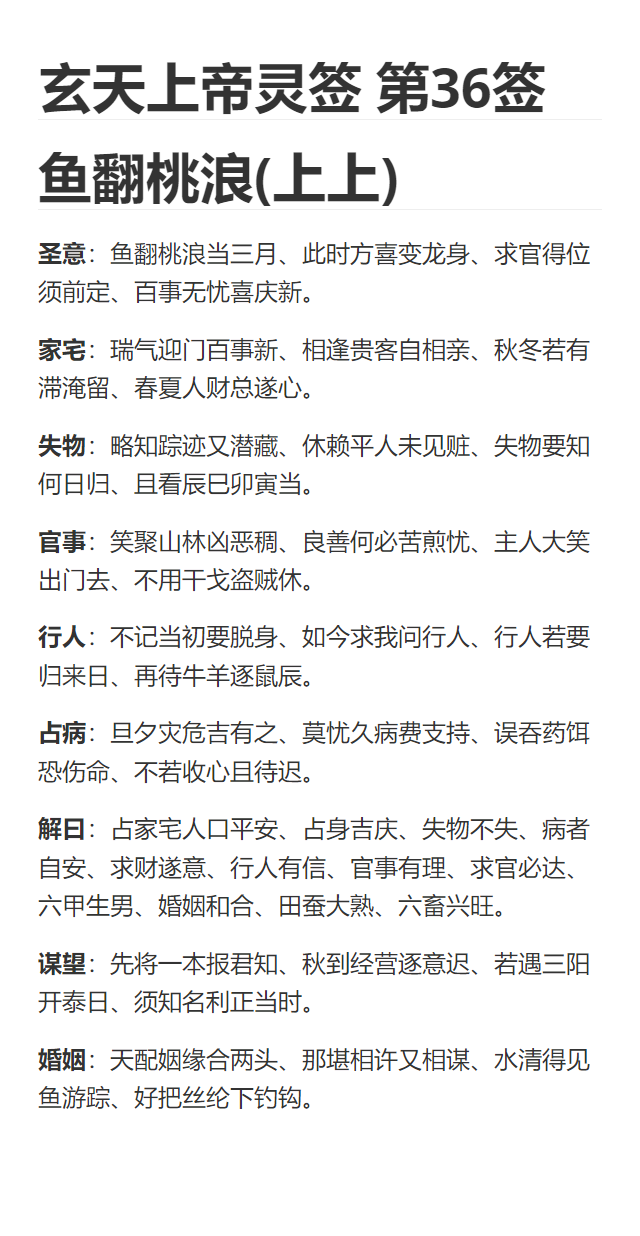 玄天上帝灵签 第36签
鱼翻桃浪(上上)
圣意：鱼翻桃浪当三月、此时方喜变龙身、求官得位
须前定、百事无忧喜庆新。
家宅：瑞气迎门百事新、相逢贵客自相亲、秋冬若有
滞淹留、春夏人财总遂心。
失物：略知踪迹又潜藏、休赖平人未见赃、失物要知
何日归、且看辰巳卯寅当。
官事：笑聚山林凶恶稠、良善何必苦煎忧、主人大笑
出门去、不用干戈盗贼休。
行人：不记当初要脱身、如今求我问行人、行人若要
归来日、再待牛羊逐鼠辰。
占病：旦夕灾危吉有之、莫忧久病费支持、误吞药饵
恐伤命、不若收心且待迟。
解曰：占家宅人口平安、占身吉庆、失物不失、病者
自安、求财遂意、行人有信、官事有理、求官必达、
六甲生男、婚姻和合、田蚕大熟、六畜兴旺。
谋望：先将一本报君知、秋到经营逐意迟、若遇三阳
开泰日、须知名利正当时。
婚姻：天配姻缘合两头、那堪相许又相谋、水清得见
鱼游踪、好把丝纶下钓钩。